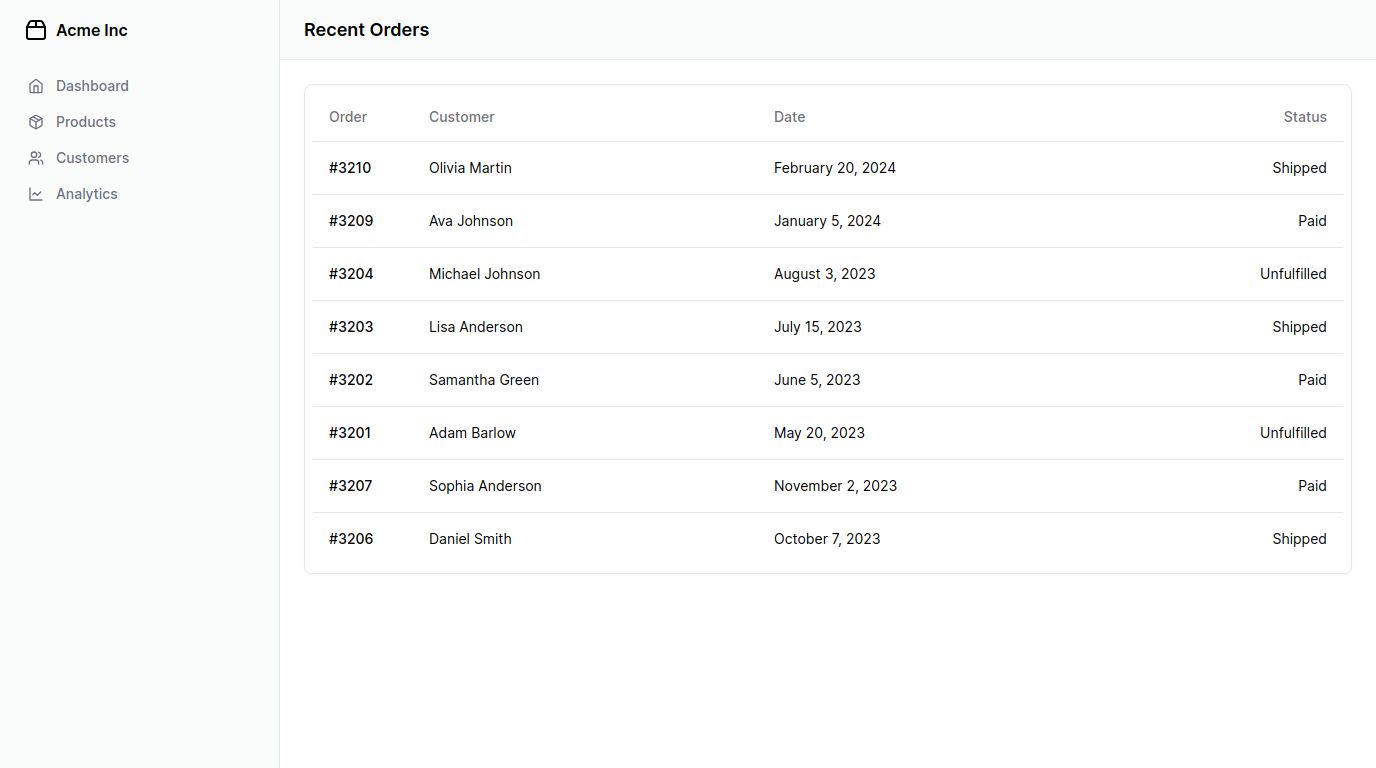 Acme Inc
Dashboard
Products
Customers
Analytics
Recent Orders
Order Customer Date Status
#3210 Olivia Martin February 20, 2024 Shipped
#3209 Ava Johnson January 5, 2024 Paid
#3204 Michael Johnson August 3, 2023 Unfulfilled
#3203 Lisa Anderson July 15, 2023 Shipped
#3202 Samantha Green June 5, 2023 Paid
#3201 Adam Barlow May 20, 2023 Unfulfilled
#3207 Sophia Anderson November 2, 2023 Paid
#3206 Daniel Smith October 7, 2023 Shipped